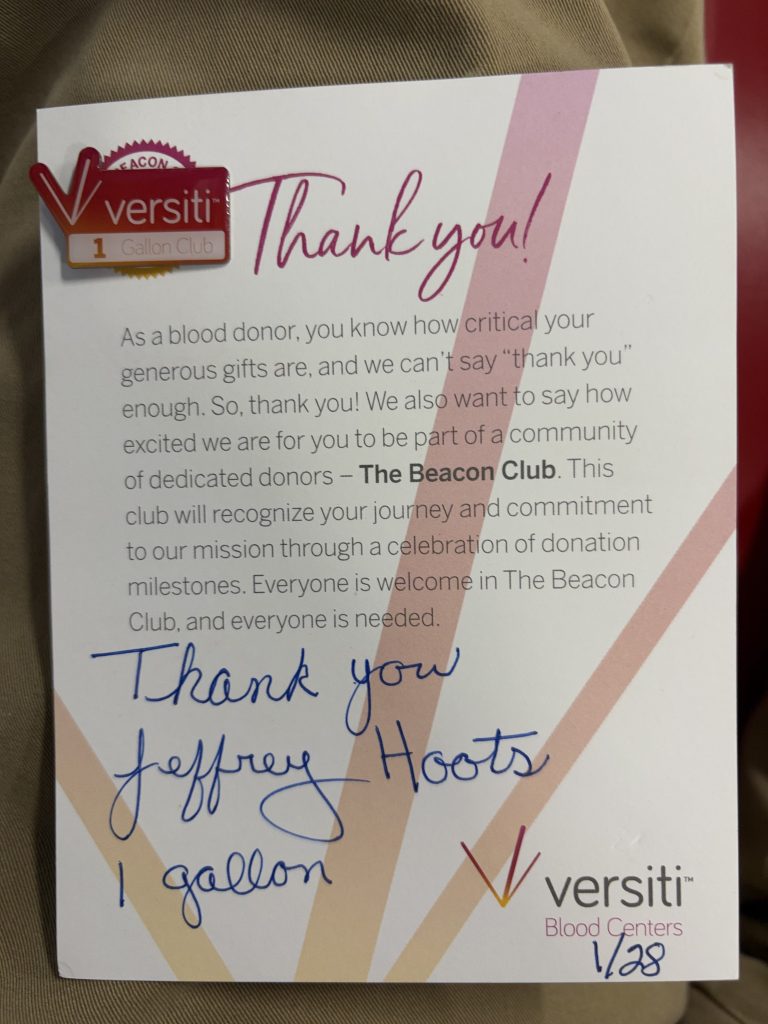 BEACON
versiti™
1 Gallon Club
Thank you!
As a blood donor, you know how critical your
generous gifts are, and we can't say "thank you"
enough. So, thank you! We also want to say how
excited we are for you to be part of a community
of dedicated donors – The Beacon Club. This
club will recognize your journey and commitment
to our mission through a celebration of donation
milestones. Everyone is welcome in The Beacon
Club, and everyone is needed.
Thank you
Jeffrey Hoots
1 gallon
versiti™
Blood Centers
1/28